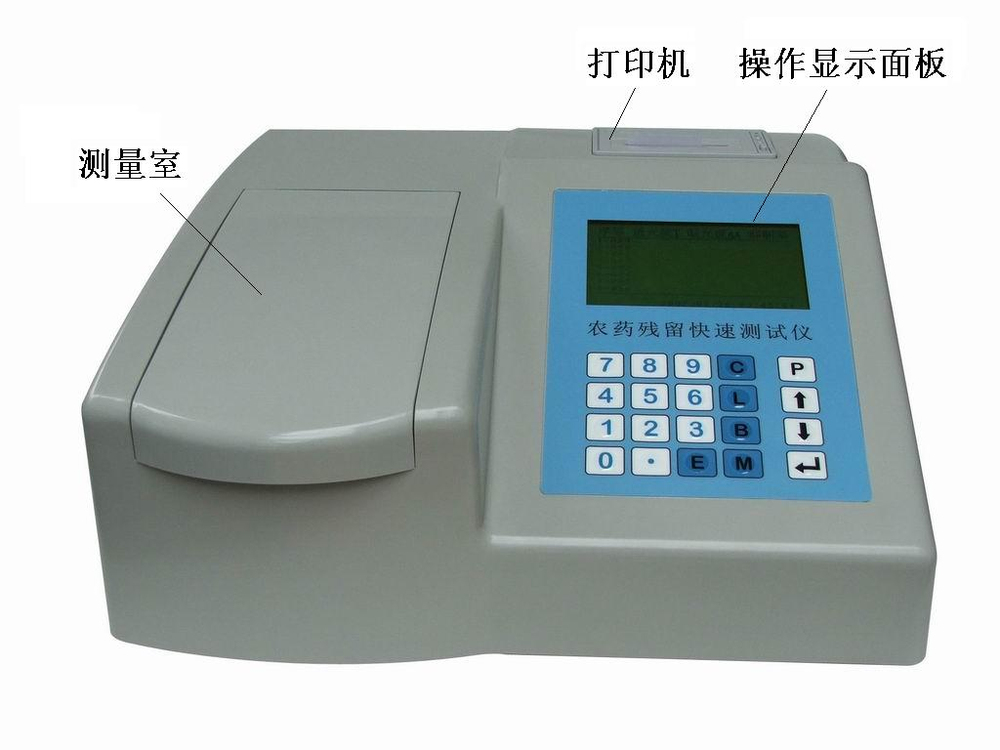 打印机 操作显示面板
测量室
农药残留快速测试仪
7 8 9 C P
4 5 6 L ↑
1 2 3 B ↓
0 . E M ↵